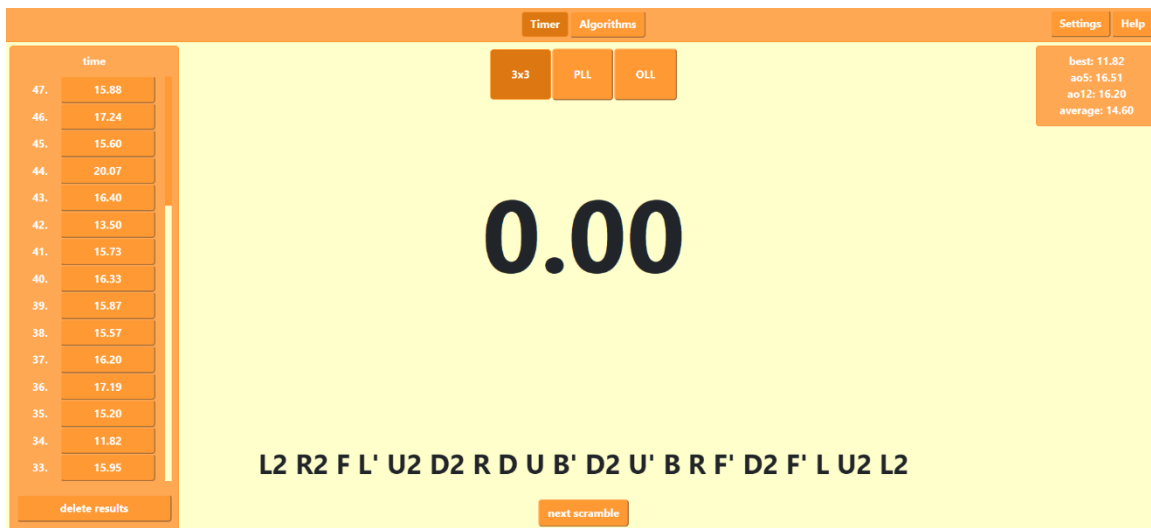 Timer Algorithms Settings Help
time
47. 15.88
46. 17.24
45. 15.60
44. 20.07
43. 16.40
42. 13.50
41. 15.73
40. 16.33
39. 15.87
38. 15.57
37. 16.20
36. 17.19
35. 15.20
34. 11.82
33. 15.95
delete results
3x3 PLL OLL
0.00
L2 R2 F L' U2 D2 R D U B' D2 U' B R F' D2 F' L U2 L2
next scramble
best: 11.82
ao5: 16.51
ao12: 16.20
average: 14.60